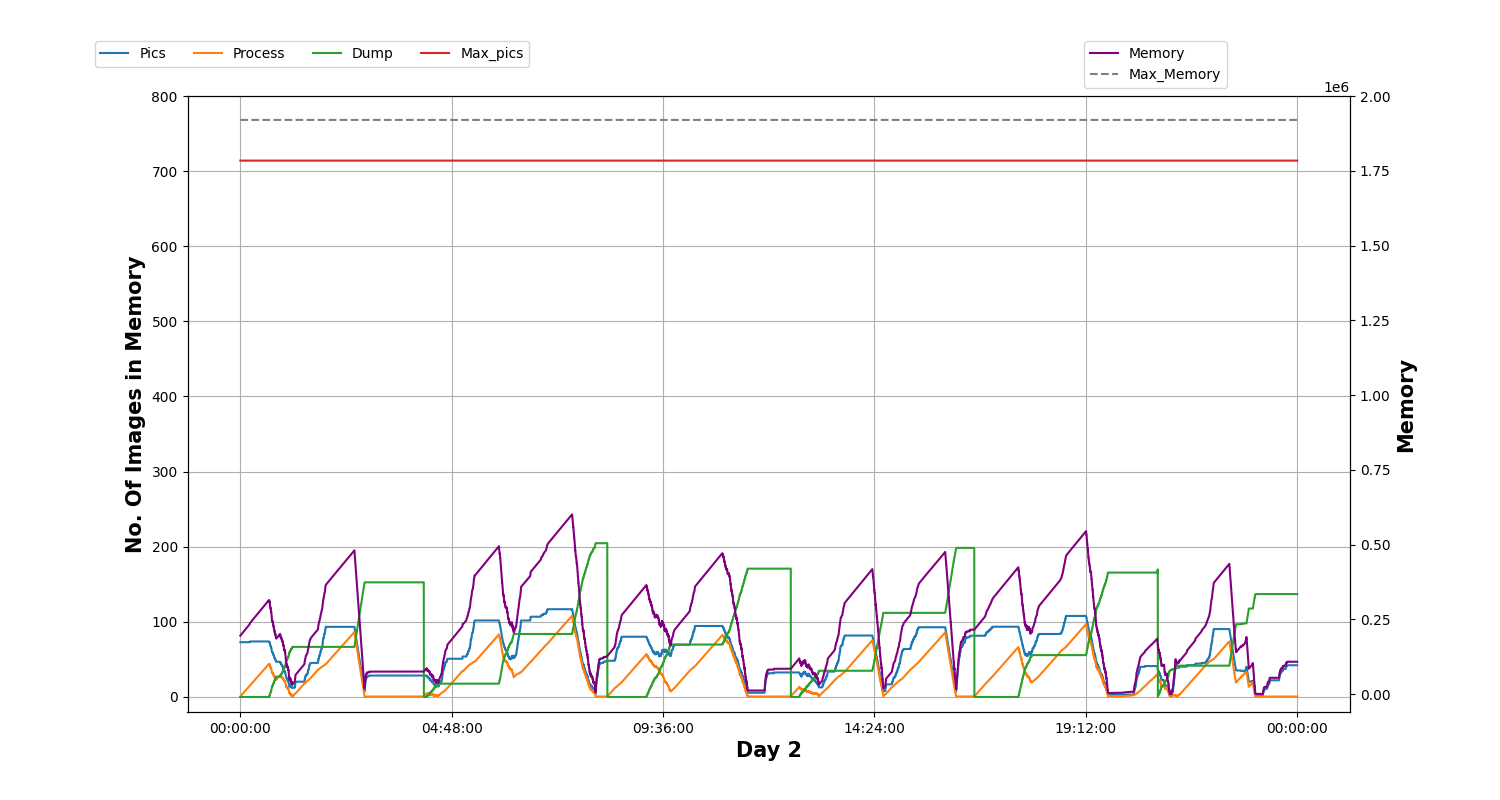 Pics Process Dump Max_pics
Memory
Max_Memory
1e6
800
700
600
500
400
300
200
100
0
No. Of Images in Memory
2.00
1.75
1.50
1.25
1.00
0.75
0.50
0.25
0.00
Memory
00:00:00 04:48:00 09:36:00 14:24:00 19:12:00 00:00:00
Day 2